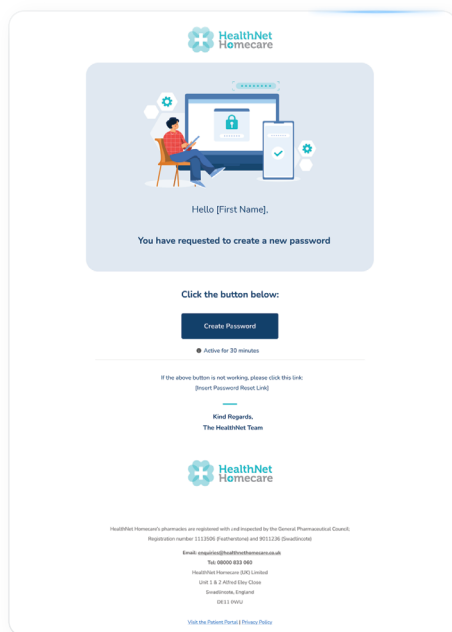 HealthNet
Homecare
Hello [First Name],
You have requested to create a new password
Click the button below:
Create Password
Active for 30 minutes
If the above button is not working, please click this link:
[Insert Password Reset Link]
Kind Regards,
The HealthNet Team
HealthNet
Homecare
HealthNet Homecare's pharmacies are registered with and inspected by the General Pharmaceutical Council.
Registration number 1113506 (Featherstone) and 9011236 (Swadlincote)
Email: enquiries@healthnethomecare.co.uk
Tel: 08000 833 060
HealthNet Homecare (UK) Limited
Unit 1 & 2 Alfred Eley Close
Swadlincote, England
DE11 0WU
Visit the Patient Portal | Privacy Policy